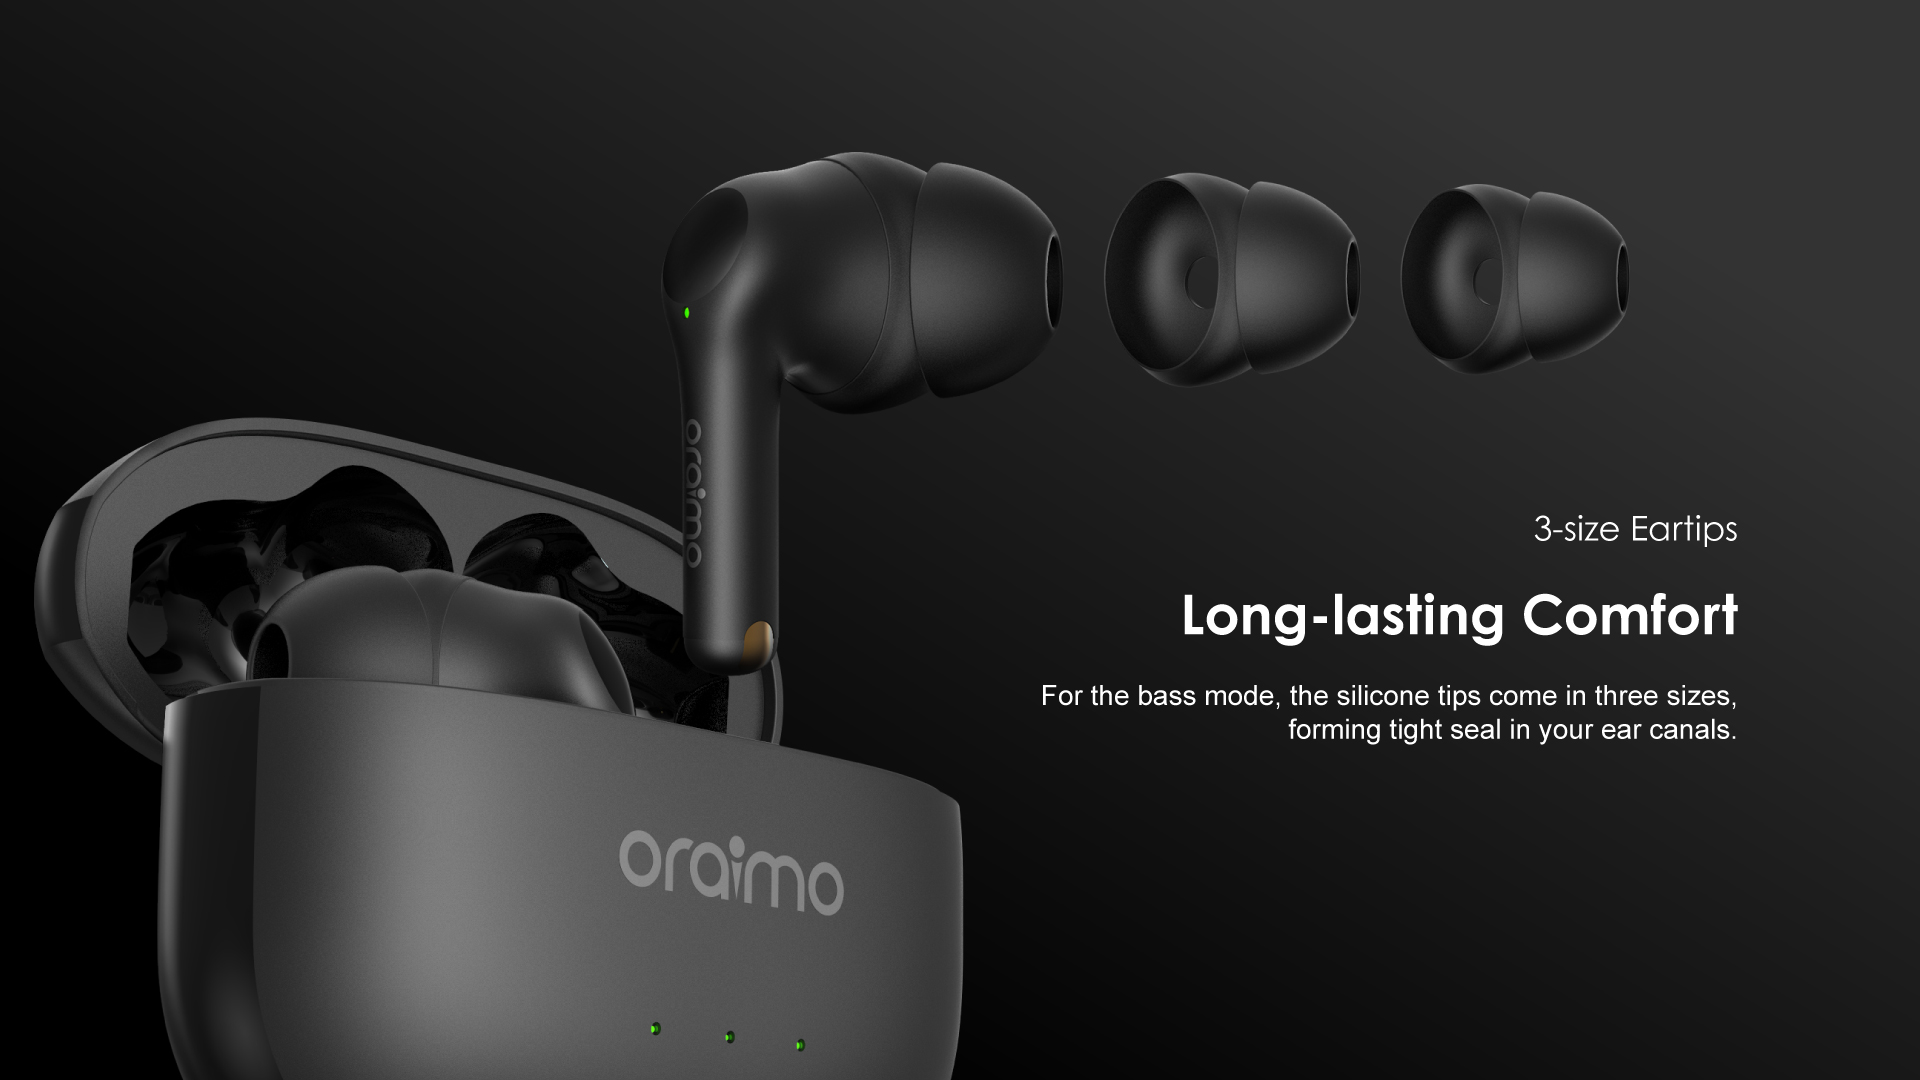 oraimo
3-size Eartips
Long-lasting Comfort
For the bass mode, the silicone tips come in three sizes,
forming tight seal in your ear canals.
oraimo